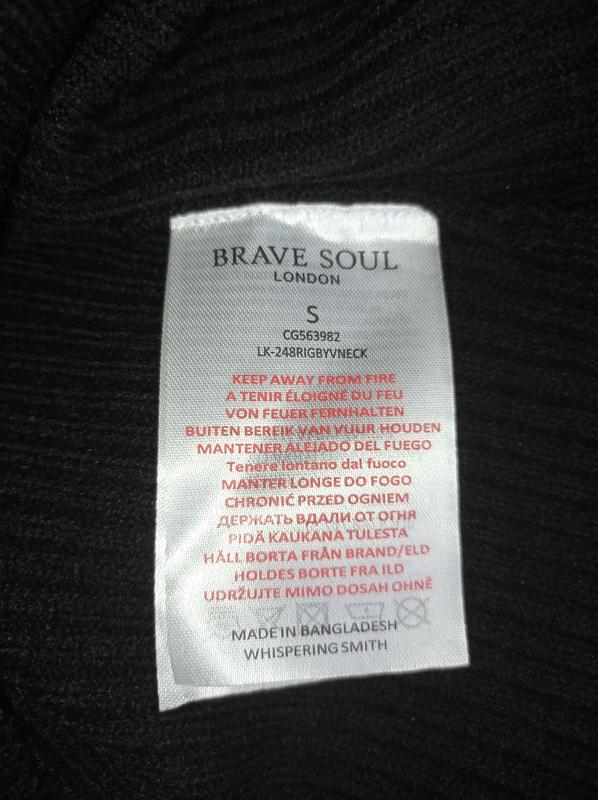 BRAVE SOUL
LONDON
S
CG563982
LK-248RIGBYVNECK
KEEP AWAY FROM FIRE
A TENIR ÉLOIGNÉ DU FEU
VON FEUER FERNHALTEN
BUITEN BEREIK VAN VUUR HOUDEN
MANTENER ALEJADO DEL FUEGO
Tenere lontano dal fuoco
MANTER LONGE DO FOGO
CHRONIĆ PRZED OGNIEM
ДЕРЖАТЬ ВДАЛИ ОТ ОГНЯ
PIDÄ KAUKANA TULESTA
HÅLL BORTA FRÅN BRAND/ELD
HOLDES BORTE FRA ILD
UDRŽUJTE MIMO DOSAH OHNĚ
MADE IN BANGLADESH
WHISPERING SMITH